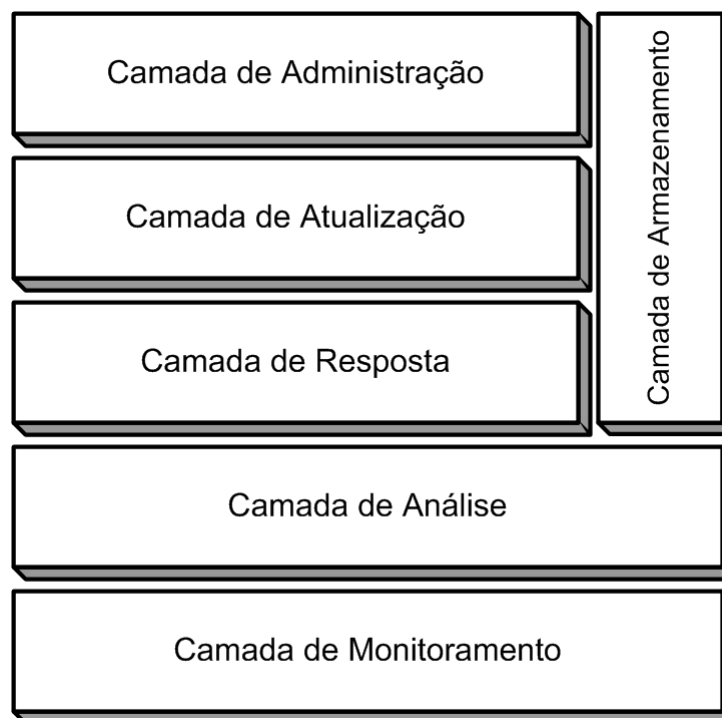 Camada de Administração
Camada de Atualização
Camada de Resposta
Camada de Armazenamento
Camada de Análise
Camada de Monitoramento